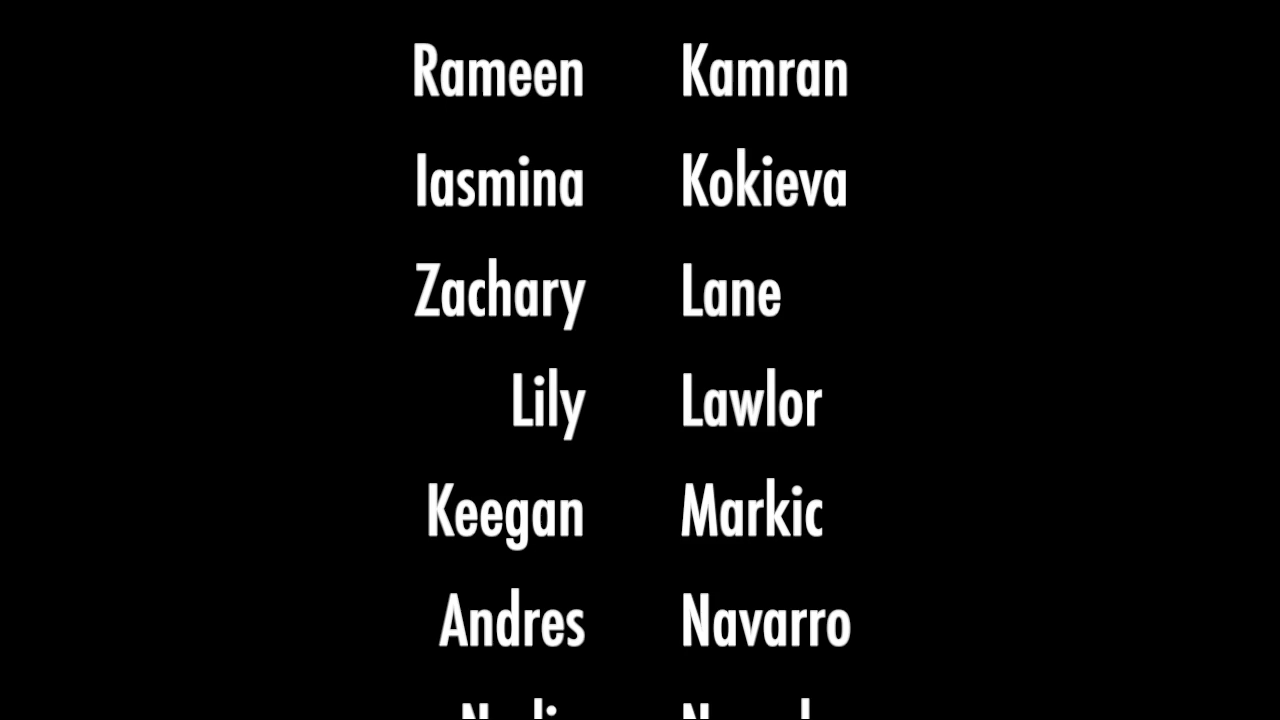 Rameen Kamran
Iasmina Kokieva
Zachary Lane
Lily Lawlor
Keegan Markic
Andres Navarro